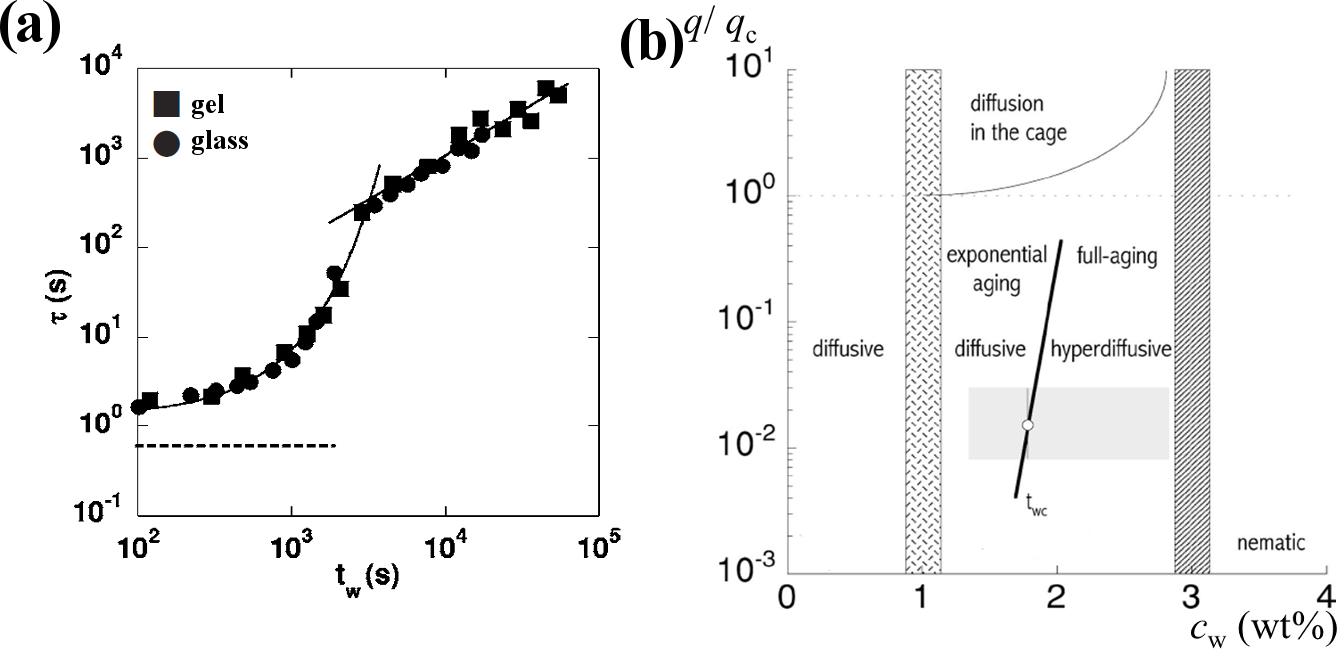 (a)
10^4
10^3
10^2
10^1
10^0
10^-1
τ (s)
gel
glass
10^2 10^3 10^4 10^5
t_w (s)
(b)
q/ q_c
10^1
10^0
10^-1
10^-2
10^-3
diffusion
in the cage
exponential
aging
full-aging
diffusive
diffusive
hyperdiffusive
t_wc
nematic
0 1 2 3 4
c_w (wt%)